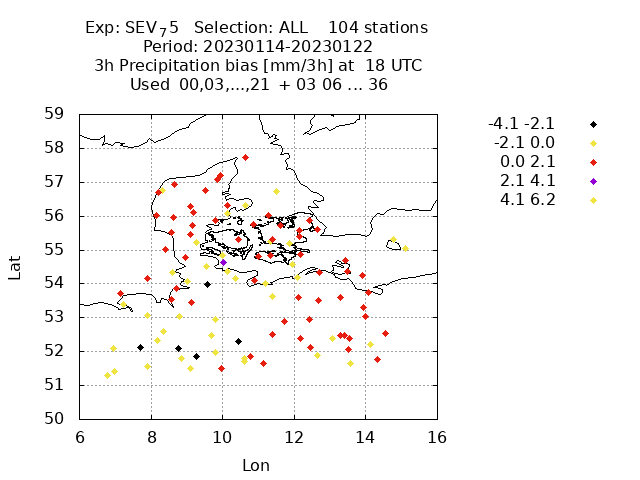 Exp: SEV_75 Selection: ALL 104 stations
Period: 20230114-20230122
3h Precipitation bias [mm/3h] at 18 UTC
Used 00,03,...,21 + 03 06 ... 36
-4.1 -2.1
-2.1 0.0
0.0 2.1
2.1 4.1
4.1 6.2
59
58
57
56
55
54
53
52
51
50
Lat
6 8 10 12 14 16
Lon